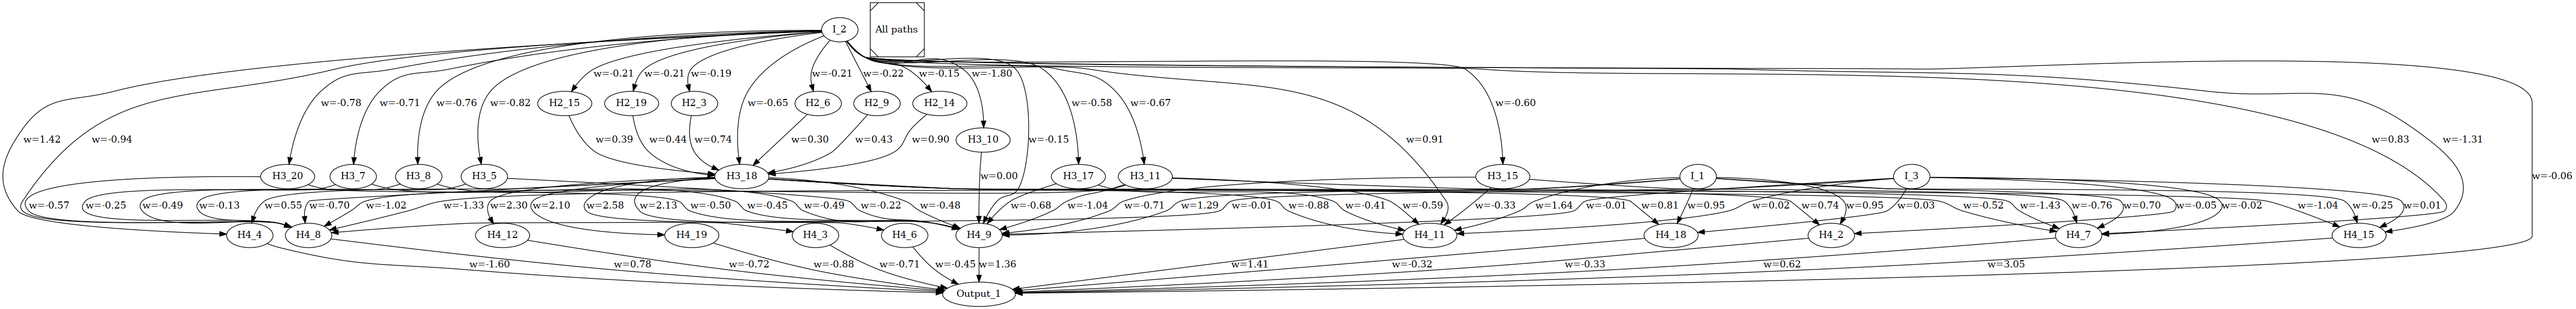 I_2
All paths
w=-0.21
w=-0.21
w=-0.19
w=-0.21
w=-0.22
w=-0.15
w=-1.80
w=-0.78
w=-0.71
w=-0.76
w=-0.82
H2_15
H2_19
H2_3
w=-0.65
H2_6
H2_9
H2_14
w=-0.58
w=-0.67
w=-0.60
w=1.42
w=-0.94
w=0.39
w=0.44
w=0.74
w=0.30
w=0.43
w=0.90
H3_10
w=-0.15
w=0.91
w=0.83
w=-1.31
H3_20
H3_7
H3_8
H3_5
H3_18
w=0.00
H3_17
H3_11
H3_15
I_1
I_3
w=-0.06
w=-0.57
w=-0.25
w=-0.49
w=-0.13
w=0.55
w=-0.70
w=-1.02
w=-1.33
w=2.30
w=2.10
w=2.58
w=2.13
w=-0.50
w=-0.45
w=-0.49
w=-0.22
w=-0.48
w=-0.68
w=-1.04
w=-0.71
w=1.29
w=-0.01
w=-0.88
w=-0.41
w=-0.59
w=-0.33
w=1.64
w=-0.01
w=0.81
w=0.95
w=0.02
w=0.74
w=0.95
w=0.03
w=-0.52
w=-1.43
w=-0.76
w=0.70
w=-0.05
w=-0.02
w=-1.04
w=-0.25
w=0.01
H4_4
H4_8
H4_12
H4_19
H4_3
H4_6
H4_9
H4_11
H4_18
H4_2
H4_7
H4_15
w=-1.60
w=0.78
w=-0.72
w=-0.88
w=-0.71
w=-0.45
w=1.36
w=1.41
w=-0.32
w=-0.33
w=0.62
w=3.05
Output_1